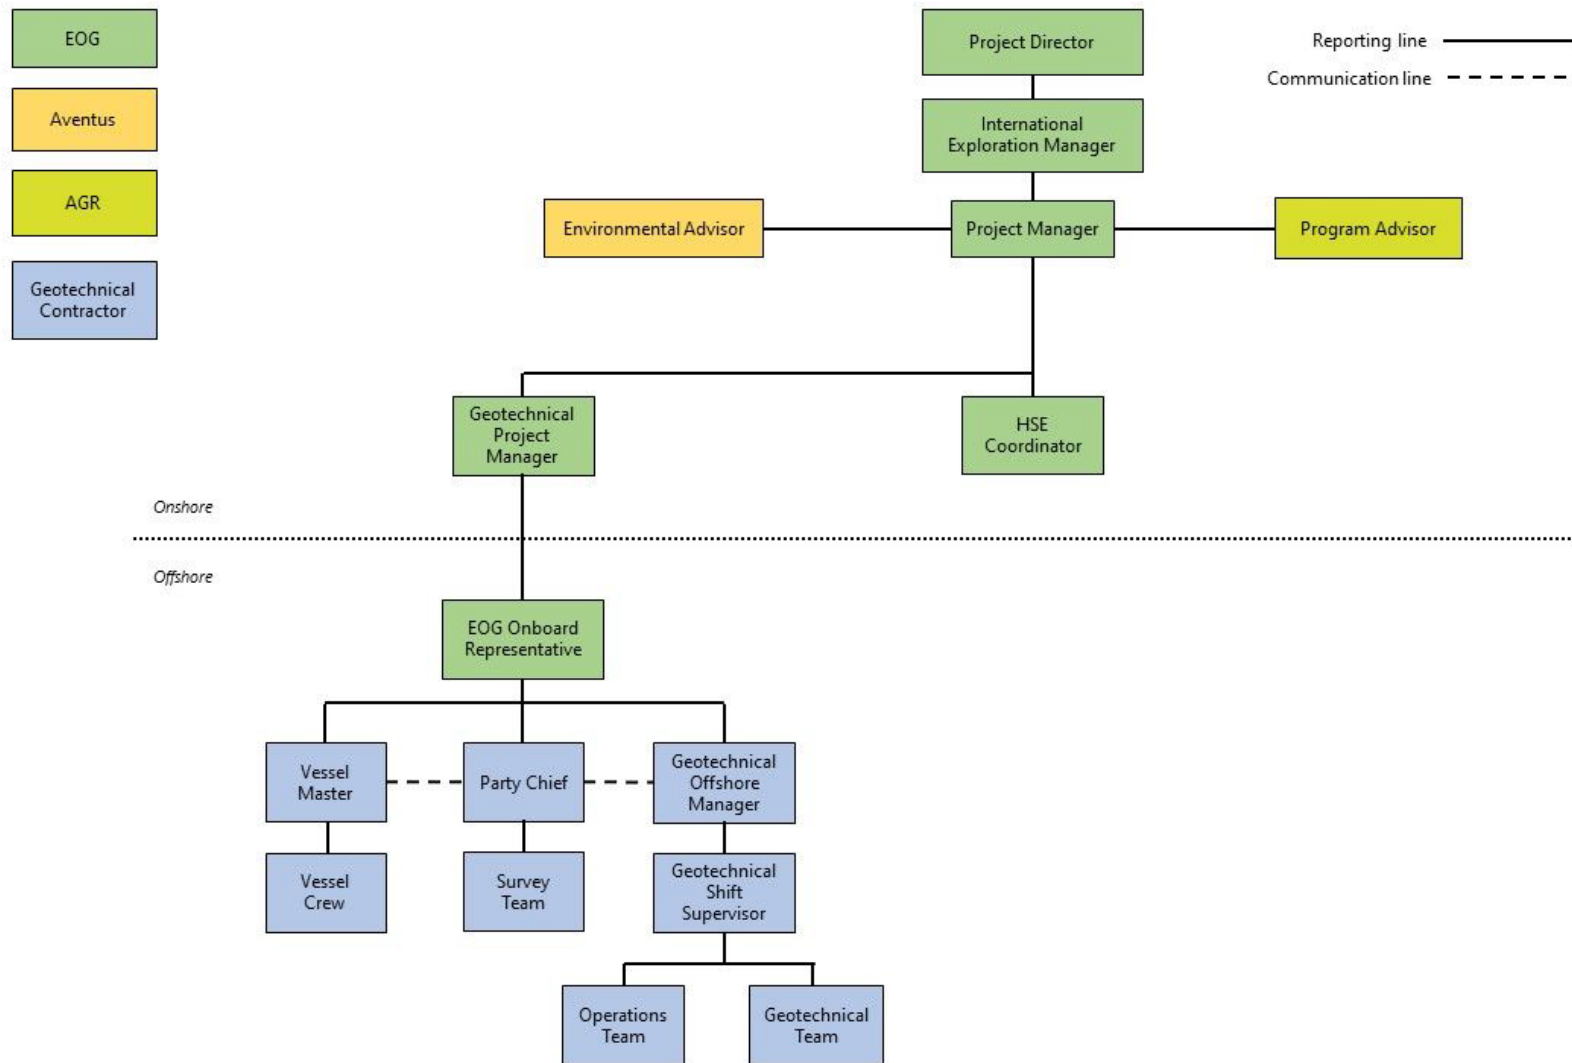 EOG
Aventus
AGR
Geotechnical
Contractor
Project Director
International
Exploration Manager
Reporting line
Communication line
Environmental Advisor
Project Manager
Program Advisor
Geotechnical
Project
Manager
HSE
Coordinator
Onshore
Offshore
EOG Onboard
Representative
Vessel
Master
Party Chief
Geotechnical
Offshore
Manager
Vessel
Crew
Survey
Team
Geotechnical
Shift
Supervisor
Operations
Team
Geotechnical
Team